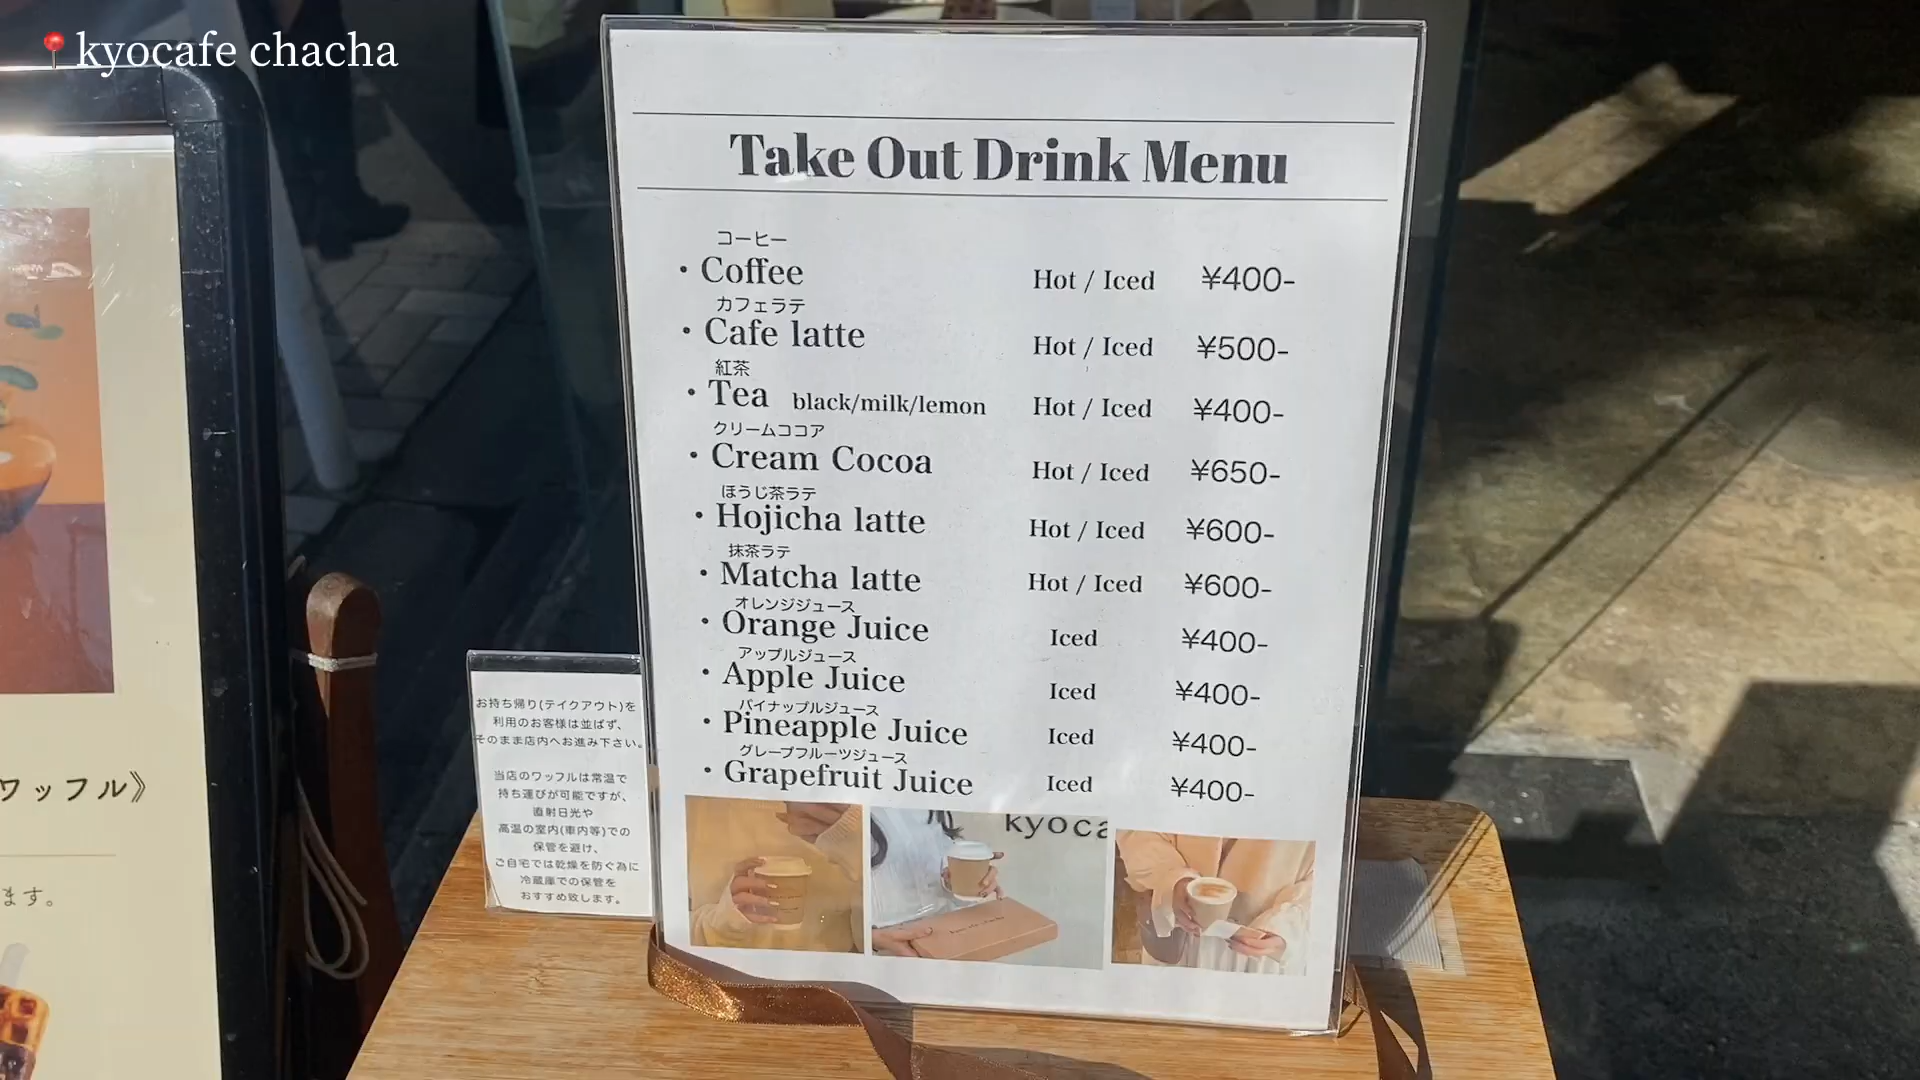 📍kyocafe chacha
Take Out Drink Menu
コーヒー
・Coffee Hot / Iced ¥400-
カフェラテ
・Cafe latte Hot / Iced ¥500-
紅茶
・Tea black/milk/lemon Hot / Iced ¥400-
クリームココア
・Cream Cocoa Hot / Iced ¥650-
ほうじ茶ラテ
・Hojicha latte Hot / Iced ¥600-
抹茶ラテ
・Matcha latte Hot / Iced ¥600-
オレンジジュース
・Orange Juice Iced ¥400-
アップルジュース
・Apple Juice Iced ¥400-
パイナップルジュース
・Pineapple Juice Iced ¥400-
グレープフルーツジュース
・Grapefruit Juice Iced ¥400-
kyoca
お持ち帰り(テイクアウト)を
利用のお客様は並ばず、
そのまま店内へお進み下さい。
当店のワッフルは常温で
持ち運びが可能ですが、
直射日光や
高温の室内(車内等)での
保管を避け、
ご自宅では乾燥を防ぐ為に
冷蔵庫での保管を
おすすめ致します。
ワッフル》
ます。